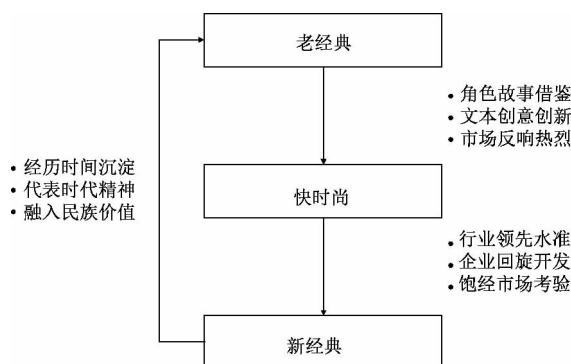 老经典
• 角色故事借鉴
• 文本创意创新
• 市场反响热烈
• 经历时间沉淀
• 代表时代精神
• 融入民族价值
快时尚
• 行业领先水准
• 企业回旋开发
• 饱经市场考验
新经典